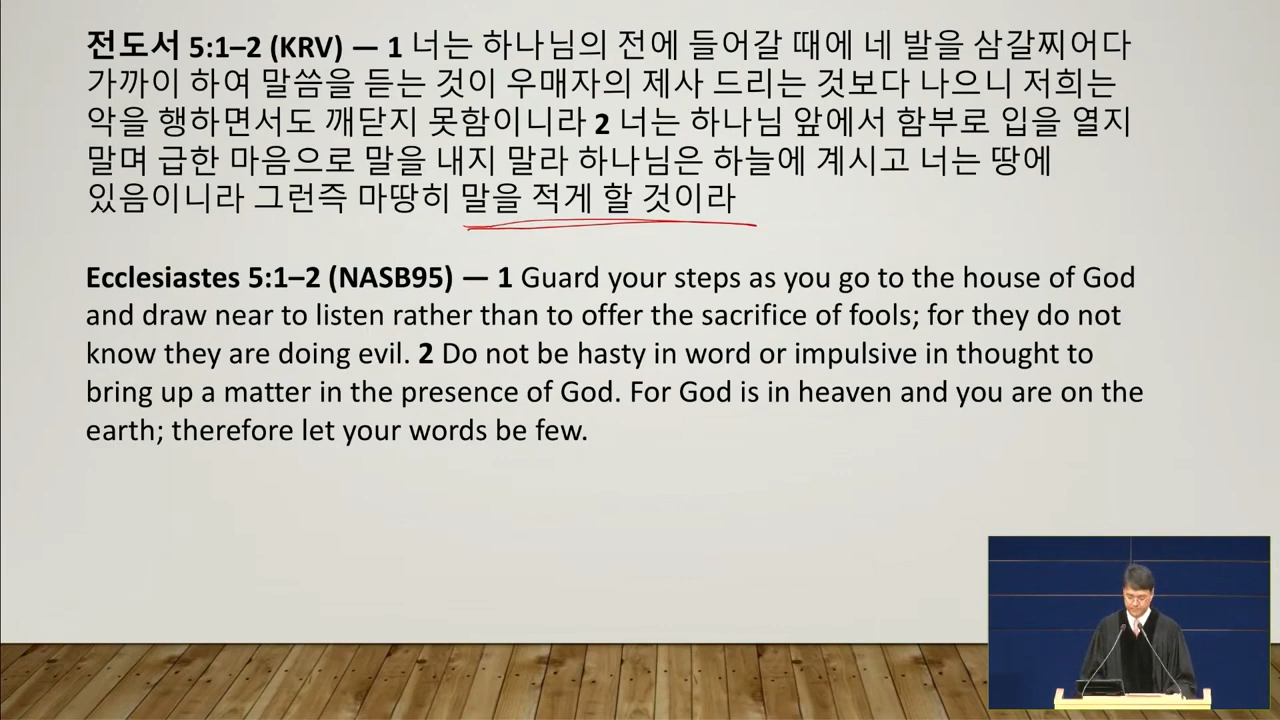 전도서 5:1–2 (KRV) — 1 너는 하나님의 전에 들어갈 때에 네 발을 삼갈찌어다
가까이 하여 말씀을 듣는 것이 우매자의 제사 드리는 것보다 나으니 저희는
악을 행하면서도 깨닫지 못함이니라 2 너는 하나님 앞에서 함부로 입을 열지
말며 급한 마음으로 말을 내지 말라 하나님은 하늘에 계시고 너는 땅에
있음이니라 그런즉 마땅히 말을 적게 할 것이라
Ecclesiastes 5:1–2 (NASB95) — 1 Guard your steps as you go to the house of God
and draw near to listen rather than to offer the sacrifice of fools; for they do not
know they are doing evil. 2 Do not be hasty in word or impulsive in thought to
bring up a matter in the presence of God. For God is in heaven and you are on the
earth; therefore let your words be few.